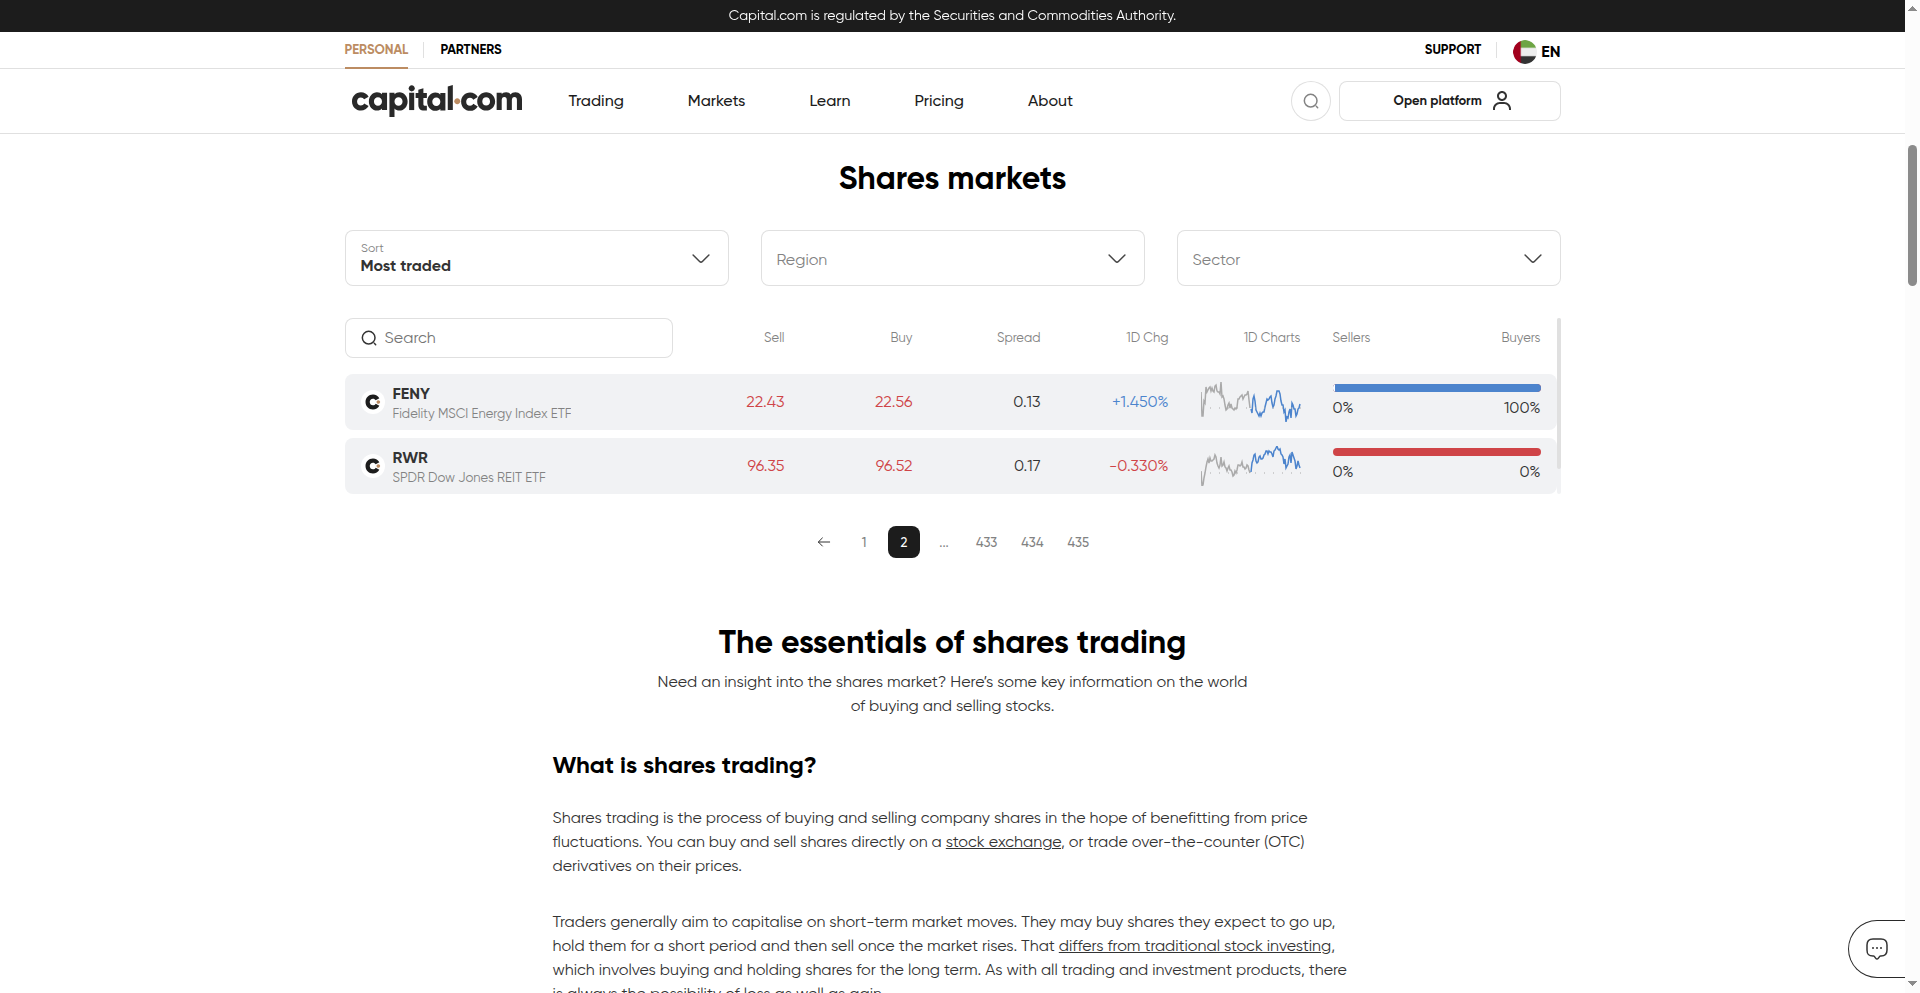 Capital.com is regulated by the Securities and Commodities Authority.
PERSONAL PARTNERS SUPPORT EN
capital.com Trading Markets Learn Pricing About Open platform
Shares markets
Sort
Most traded
Region
Sector
Search Sell Buy Spread 1D Chg 1D Charts Sellers Buyers
FENY
Fidelity MSCI Energy Index ETF
22.43 22.56 0.13 +1.450% 0% 100%
RWR
SPDR Dow Jones REIT ETF
96.35 96.52 0.17 -0.330% 0% 0%
1 2 ... 433 434 435
The essentials of shares trading
Need an insight into the shares market? Here's some key information on the world
of buying and selling stocks.
What is shares trading?
Shares trading is the process of buying and selling company shares in the hope of benefitting from price
fluctuations. You can buy and sell shares directly on a stock exchange, or trade over-the-counter (OTC)
derivatives on their prices.
Traders generally aim to capitalise on short-term market moves. They may buy shares they expect to go up,
hold them for a short period and then sell once the market rises. That differs from traditional stock investing,
which involves buying and holding shares for the long term. As with all trading and investment products, there
is always the possibility of loss as well as gain.